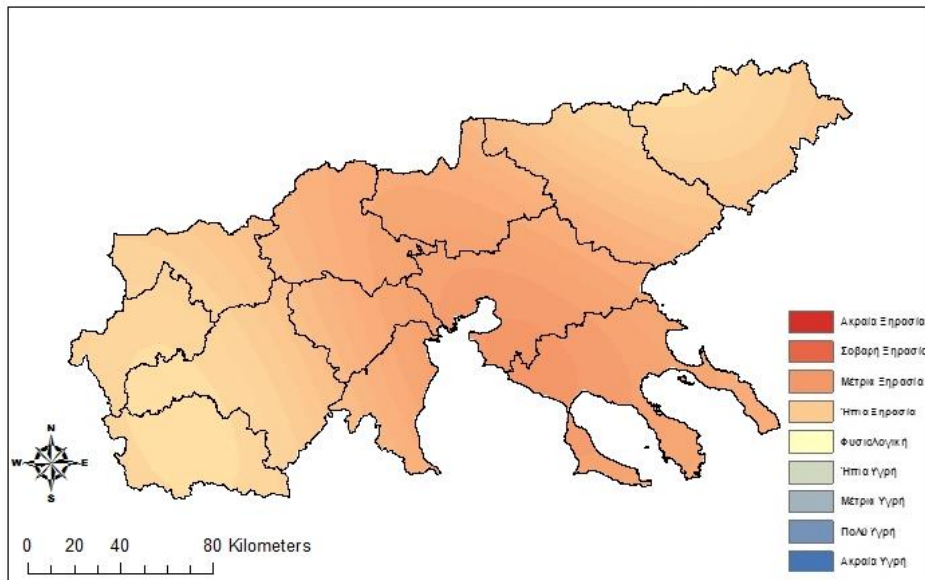 Ακραία Ξηρασία
Σοβαρή Ξηρασία
Μέτρια Ξηρασία
Ήπια Ξηρασία
Φυσιολογική
Ήπια Υγρή
Μέτρια Υγρή
Πολύ Υγρή
Ακραία Υγρή
N
W E
S
0 20 40 80 Kilometers